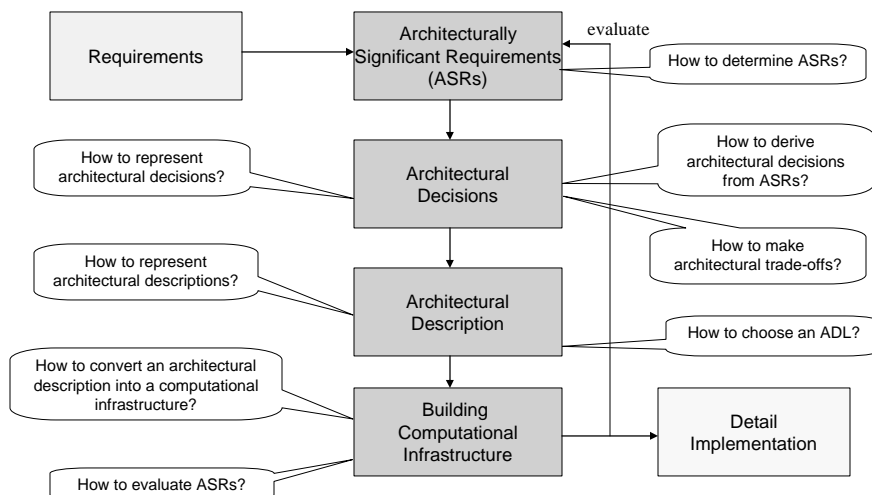 evaluate
Requirements
Architecturally
Significant Requirements
(ASRs)
How to determine ASRs?
How to represent
architectural decisions?
Architectural
Decisions
How to derive
architectural decisions
from ASRs?
How to make
architectural trade-offs?
How to represent
architectural descriptions?
Architectural
Description
How to choose an ADL?
How to convert an architectural
description into a computational
infrastructure?
Building
Computational
Infrastructure
Detail
Implementation
How to evaluate ASRs?